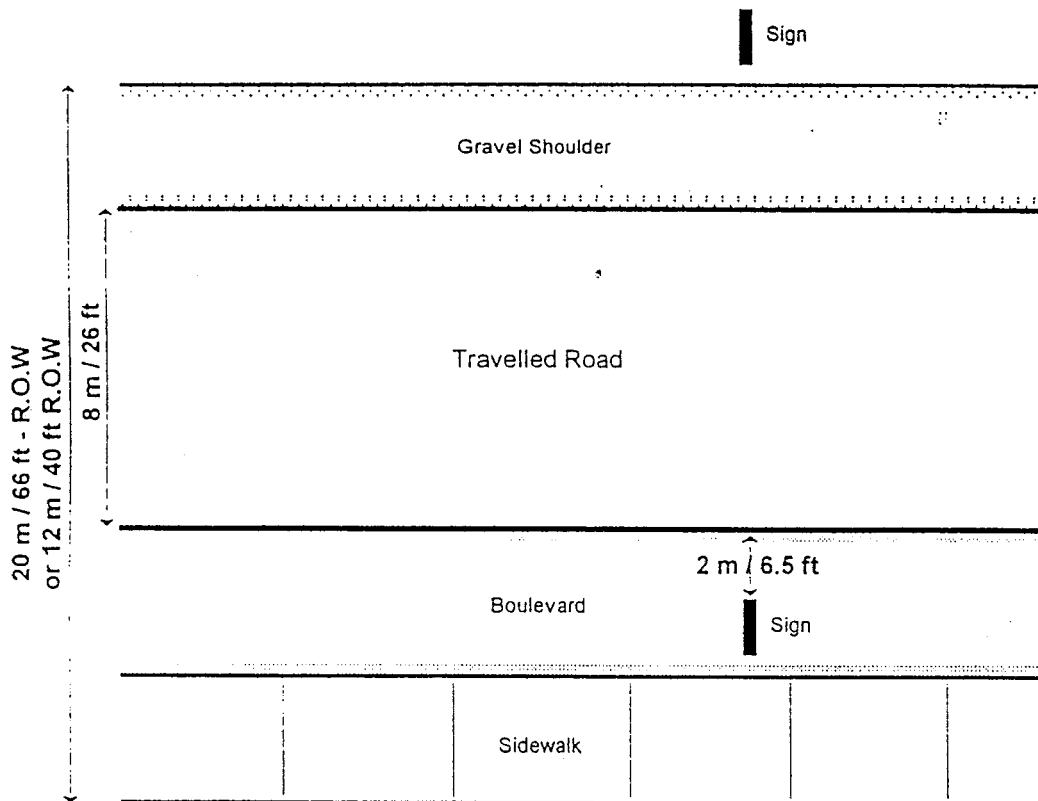 Sign
Gravel Shoulder
20 m / 66 ft - R.O.W
or 12 m / 40 ft R.O.W
8 m / 26 ft
Travelled Road
2 m / 6.5 ft
Boulevard
Sign
Sidewalk